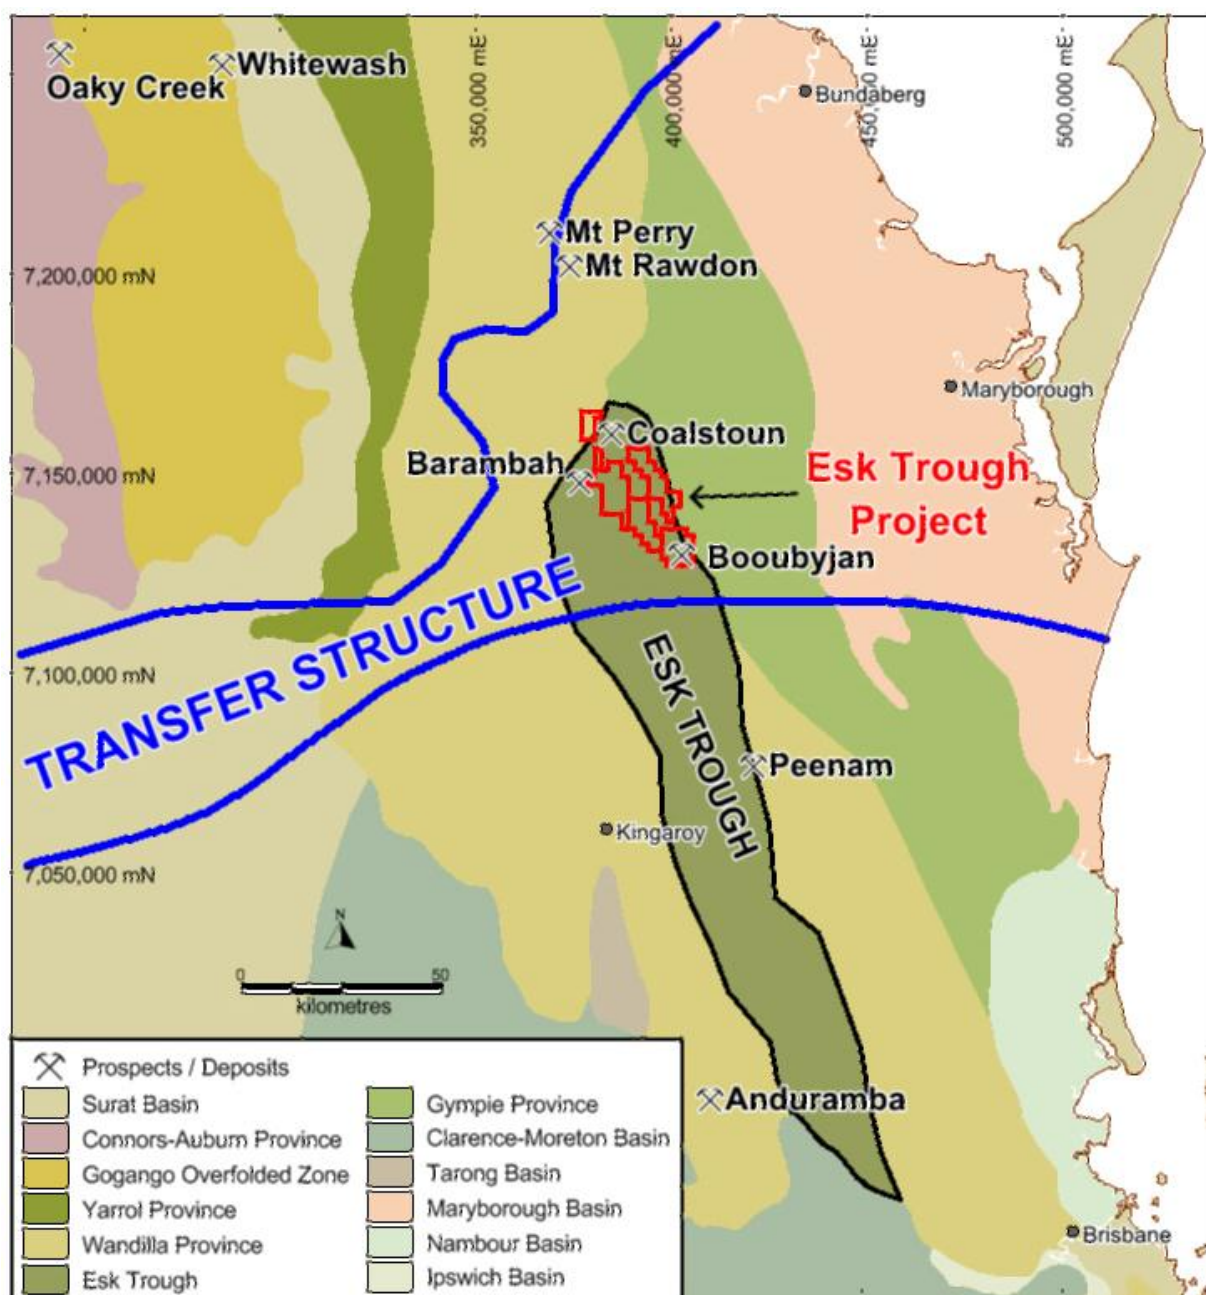 350,000 mE
400,000 mE
450,000 mE
500,000 mE
Oaky Creek
Whitewash
Bundaberg
Mt Perry
Mt Rawdon
7,200,000 mN
Maryborough
Coalstoun
Barambah
Esk Trough
Project
7,150,000 mN
Booubyjan
TRANSFER STRUCTURE
ESK TROUGH
7,100,000 mN
Peenam
Kingaroy
7,050,000 mN
N
0
50
kilometres
Prospects / Deposits
Surat Basin
Connors-Auburn Province
Gogango Overfolded Zone
Yarrol Province
Wandilla Province
Esk Trough
Gympie Province
Clarence-Moreton Basin
Tarong Basin
Maryborough Basin
Nambour Basin
Ipswich Basin
Anduramba
Brisbane